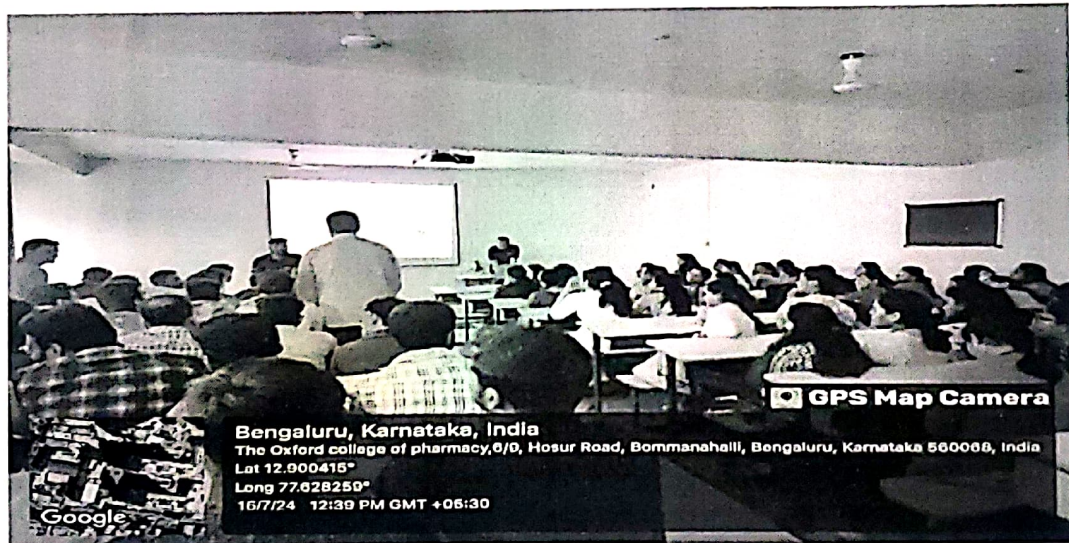 GPS Map Camera
Bengaluru, Karnataka, India
The Oxford college of pharmacy,6/9, Hosur Road, Bommanahalli, Bengaluru, Karnataka 560068, India
Lat 12.900415°
Long 77.628259°
16/7/24 12:39 PM GMT +05:30
Google